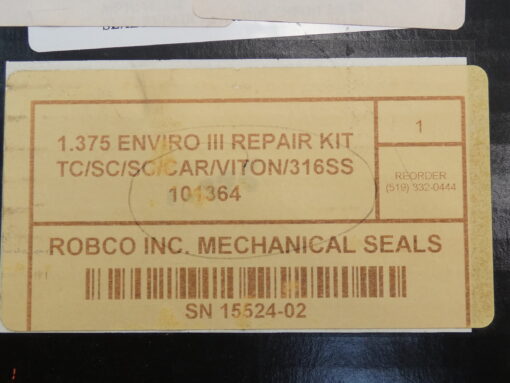 1.375 ENVIRO III REPAIR KIT
TC/SC/SC/CAR/VITON/316SS
101364
1
REORDER
(519) 332-0444
ROBCO INC. MECHANICAL SEALS
SN 15524-02